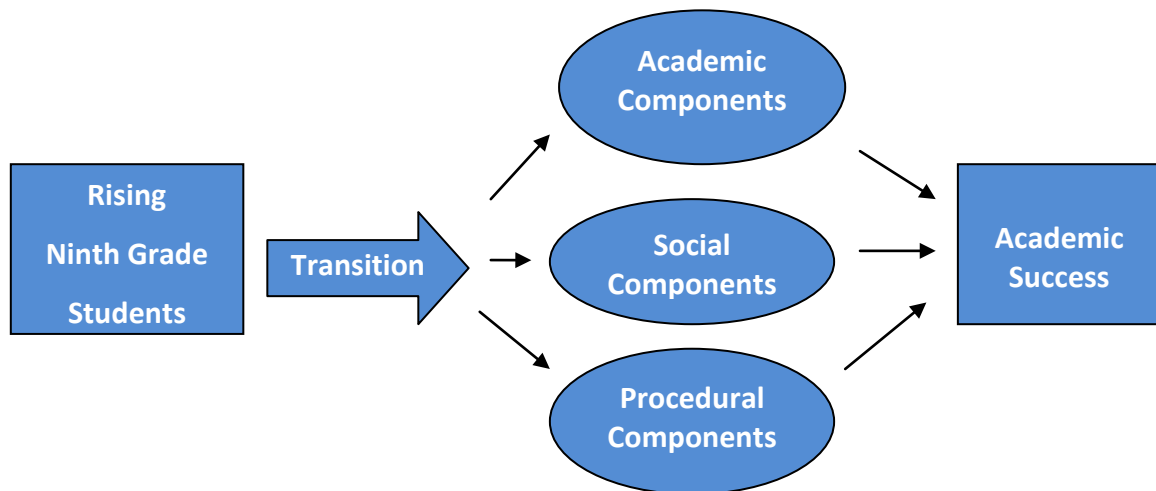 Rising
Ninth Grade
Students
Transition
Academic
Components
Social
Components
Procedural
Components
Academic
Success